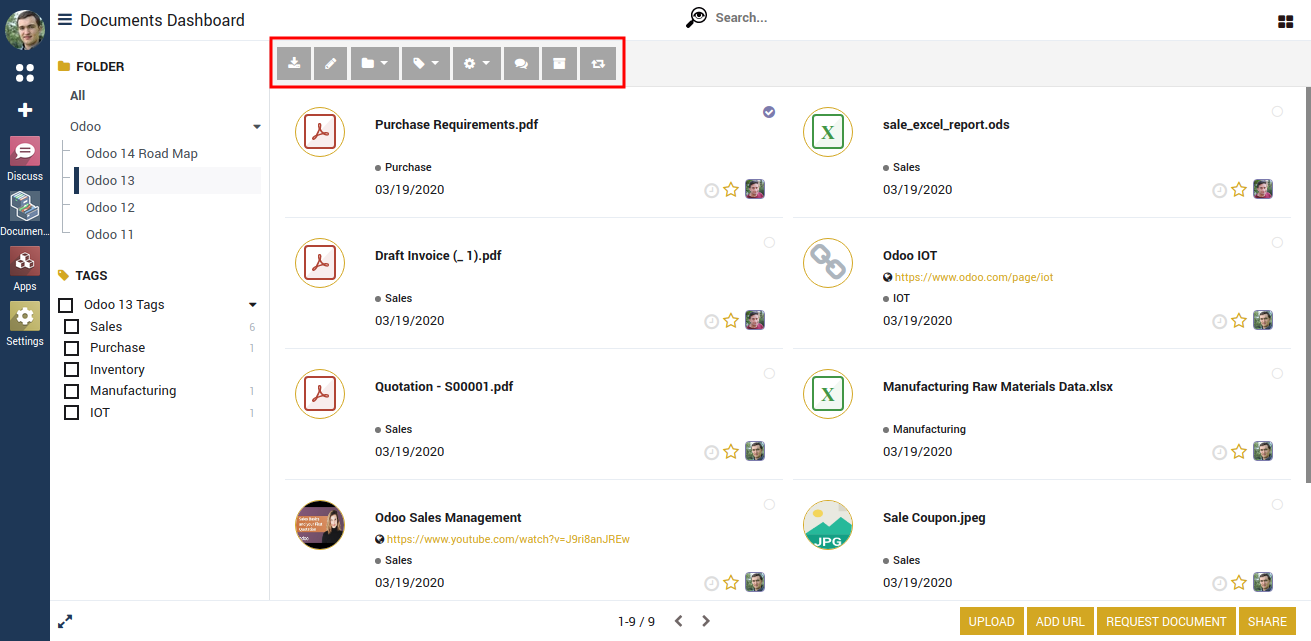 Documents Dashboard
Search...
Discuss
Documen...
Apps
Settings
FOLDER
All
Odoo
Odoo 14 Road Map
Odoo 13
Odoo 12
Odoo 11
TAGS
Odoo 13 Tags
Sales 6
Purchase 1
Inventory
Manufacturing 1
IOT 1
Purchase Requirements.pdf
Purchase
03/19/2020
X
sale_excel_report.ods
Sales
03/19/2020
Draft Invoice (_ 1).pdf
Sales
03/19/2020
Odoo IOT
https://www.odoo.com/page/iot
IOT
03/19/2020
Quotation - S00001.pdf
Sales
03/19/2020
X
Manufacturing Raw Materials Data.xlsx
Manufacturing
03/19/2020
Odoo Sales Management
https://www.youtube.com/watch?v=J9ri8anJREw
Sales
03/19/2020
JPG
Sale Coupon.jpeg
Sales
03/19/2020
1-9 / 9
UPLOAD
ADD URL
REQUEST DOCUMENT
SHARE